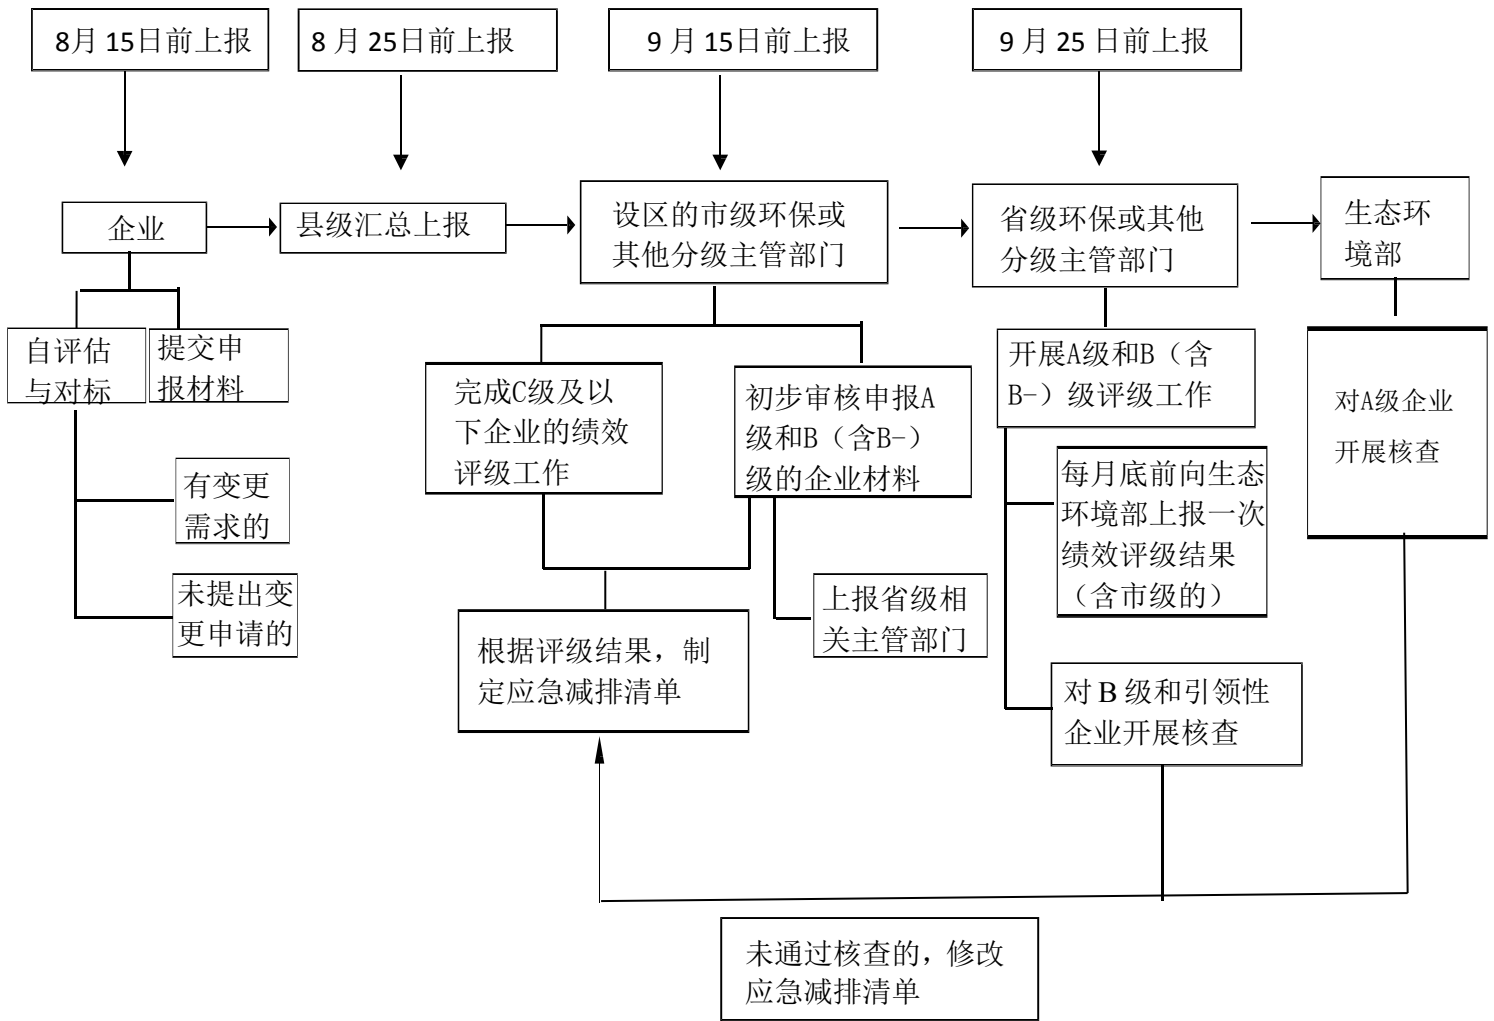 8月 15日前上报
8 月 25日前上报
9 月 15日前上报
9 月 25 日前上报
企业
县级汇总上报
设区的市级环保或
其他分级主管部门
省级环保或其他
分级主管部门
生态环
境部
自评估
与对标
提交申
报材料
有变更
需求的
未提出变
更申请的
完成C级及以
下企业的绩效
评级工作
初步审核申报A
级和B（含B-）
级的企业材料
根据评级结果，制
定应急减排清单
上报省级相
关主管部门
开展A级和B（含
B-）级评级工作
每月底前向生态
环境部上报一次
绩效评级结果
（含市级的）
对 B 级和引领性
企业开展核查
对A级企业
开展核查
未通过核查的，修改
应急减排清单